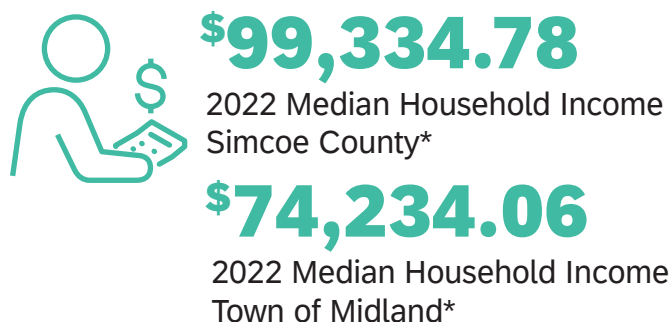 $
$99,334.78
2022 Median Household Income
Simcoe County*
$74,234.06
2022 Median Household Income
Town of Midland*